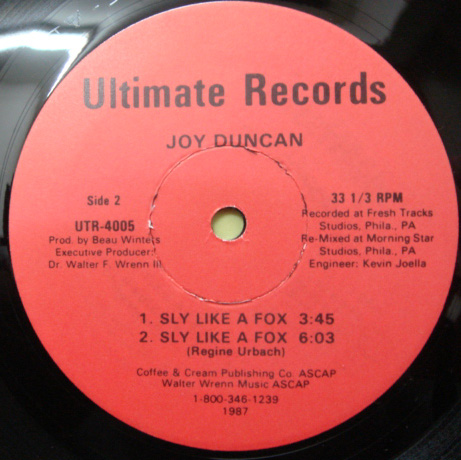 Ultimate Records
JOY DUNCAN
Side 2
UTR-4005
Prod. by Beau Winters
Executive Producer:
Dr. Walter F. Wrenn III
33 1/3 RPM
Recorded at Fresh Tracks
Studios, Phila., PA
Re-Mixed at Morning Star
Studios, Phila., PA
Engineer: Kevin Joella
1. SLY LIKE A FOX 3:45
2. SLY LIKE A FOX 6:03
(Regine Urbach)
Coffee & Cream Publishing Co. ASCAP
Walter Wrenn Music ASCAP
1-800-346-1239
1987